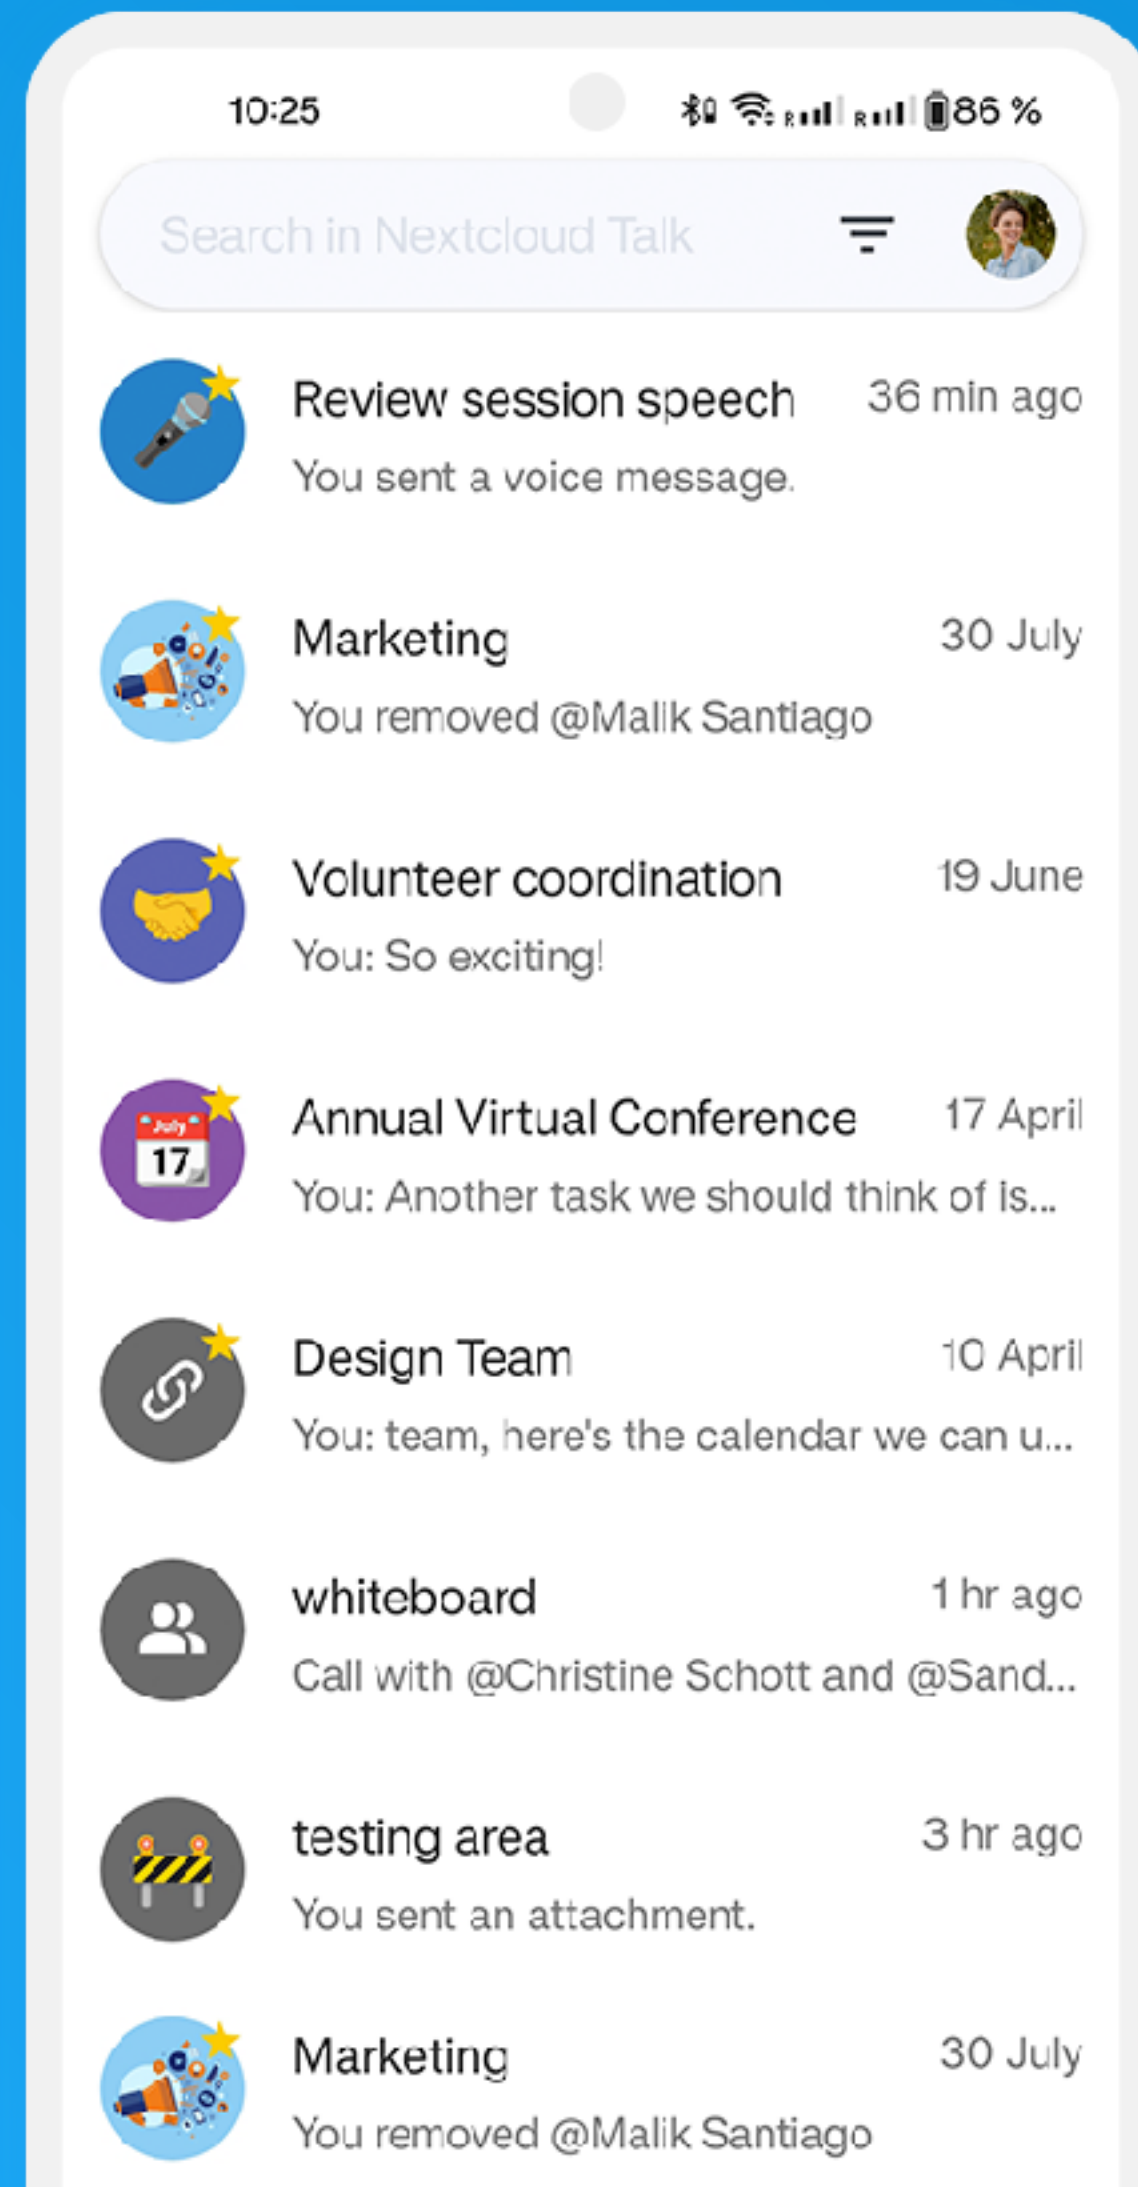 10:25
R R 86 %
Search in Nextcloud Talk
Review session speech 36 min ago
You sent a voice message.
Marketing 30 July
You removed @Malik Santiago
Volunteer coordination 19 June
You: So exciting!
Annual Virtual Conference 17 April
July
17
You: Another task we should think of is...
Design Team 10 April
You: team, here's the calendar we can u...
whiteboard 1 hr ago
Call with @Christine Schott and @Sand...
testing area 3 hr ago
You sent an attachment.
Marketing 30 July
You removed @Malik Santiago